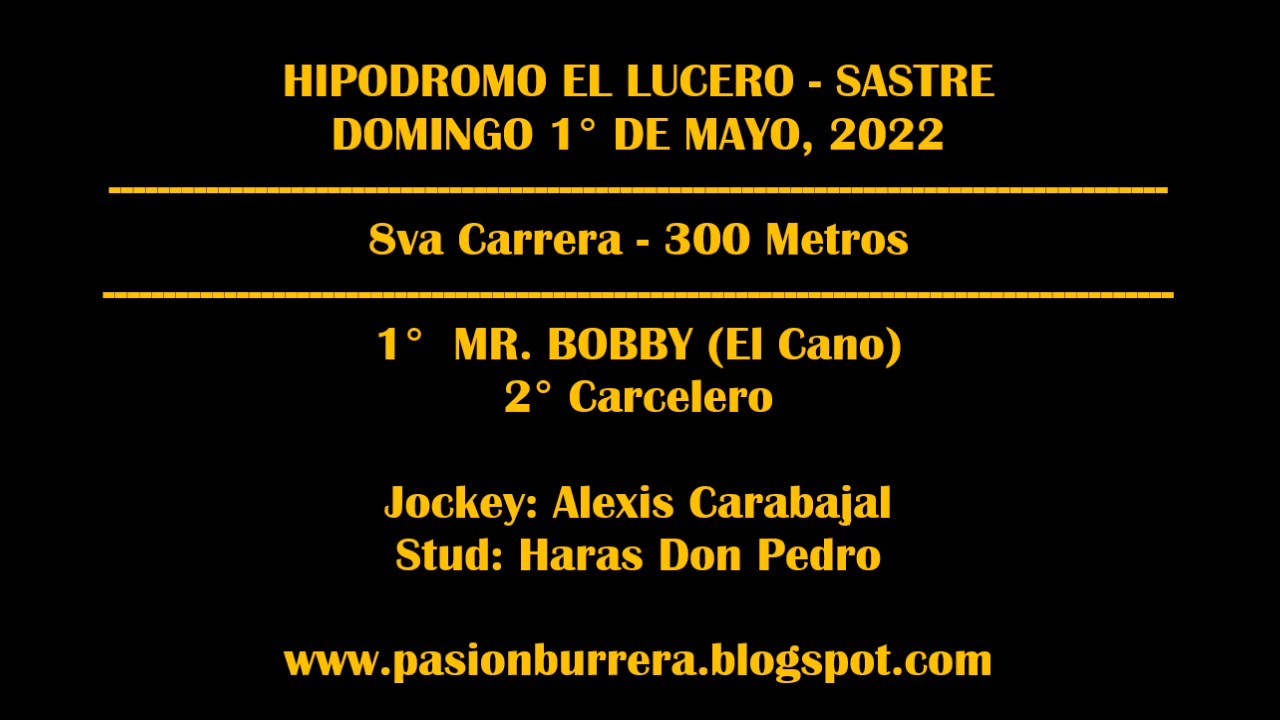 HIPODROMO EL LUCERO - SASTRE
DOMINGO 1° DE MAYO, 2022
8va Carrera - 300 Metros
1° MR. BOBBY (El Cano)
2° Carcelero
Jockey: Alexis Carabajal
Stud: Haras Don Pedro
www.pasionburrera.blogspot.com